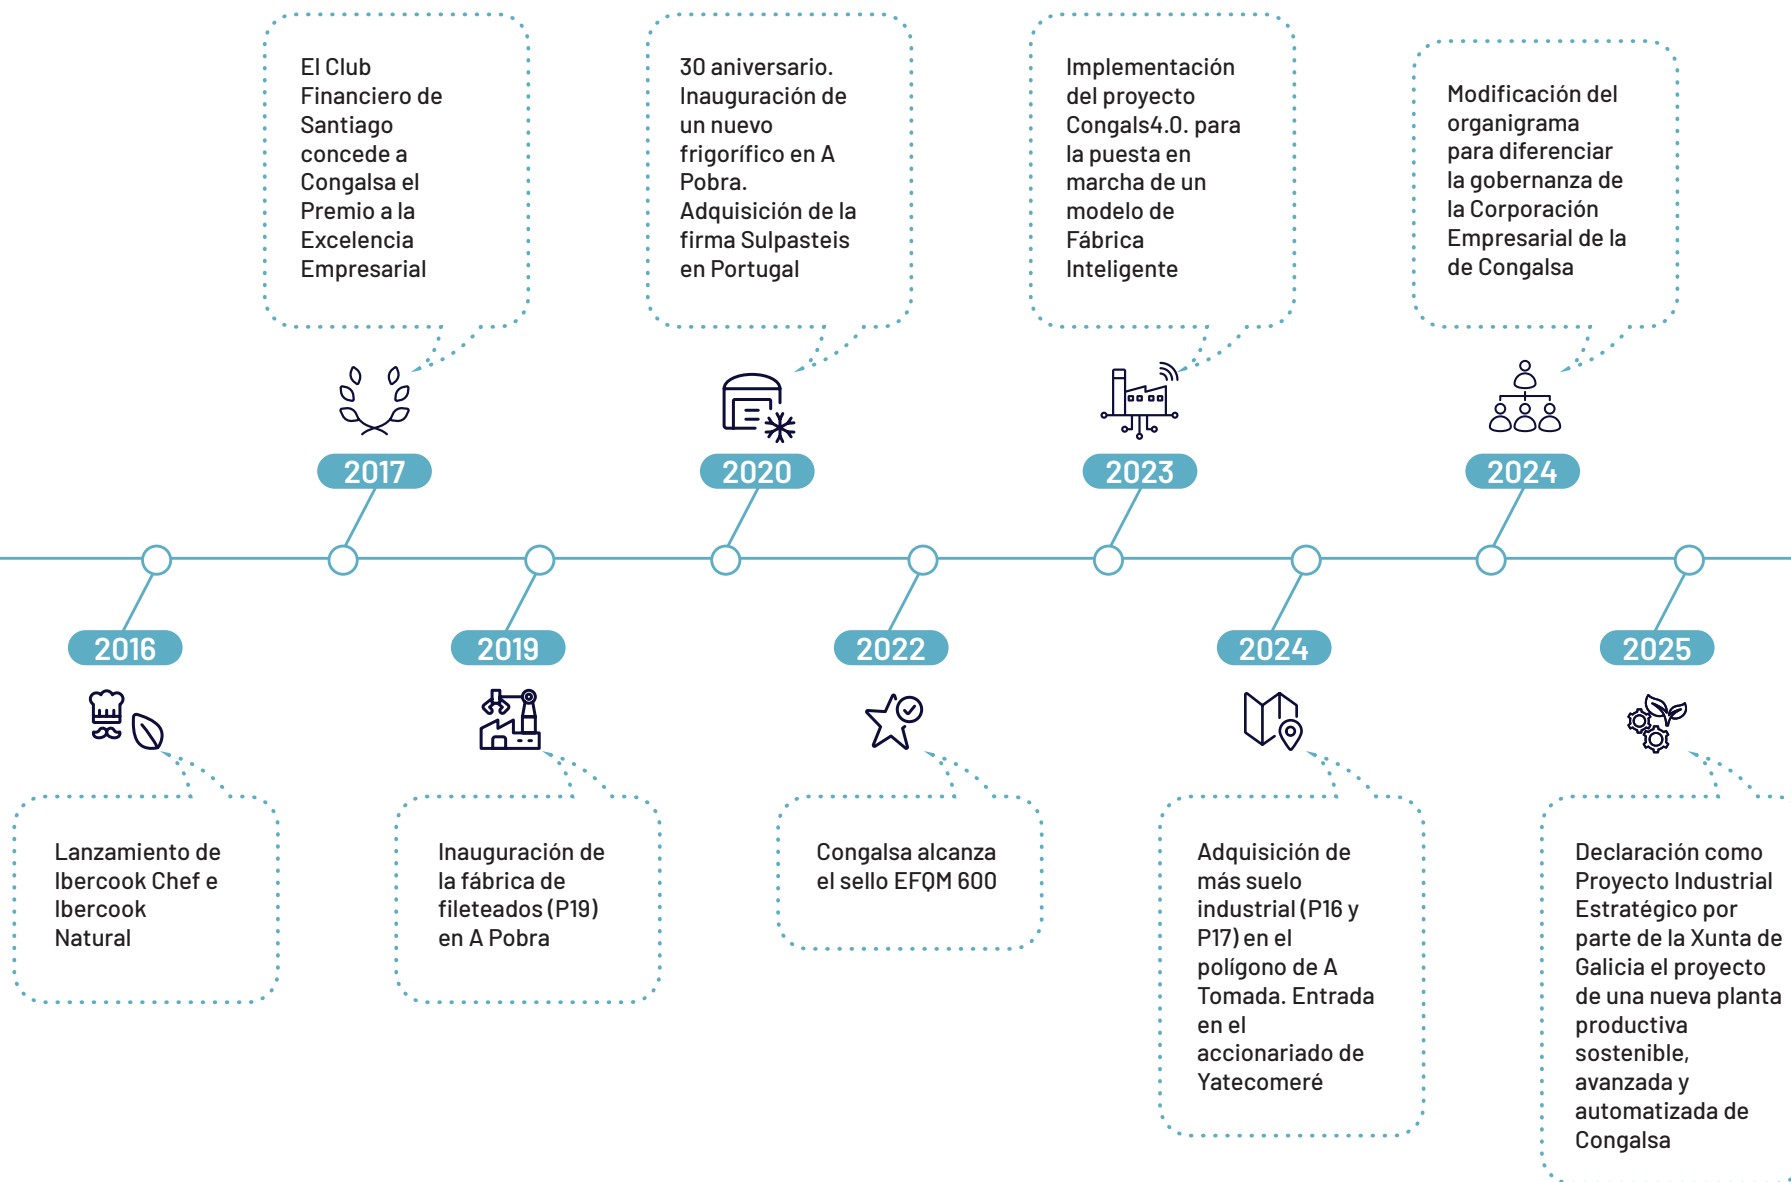 El Club
Financiero de
Santiago
concede a
Congalsa el
Premio a la
Excelencia
Empresarial
30 aniversario.
Inauguración de
un nuevo
frigorífico en A
Pobra.
Adquisición de la
firma Sulpasteis
en Portugal
Implementación
del proyecto
Congals4.0. para
la puesta en
marcha de un
modelo de
Fábrica
Inteligente
Modificación del
organigrama
para diferenciar
la gobernanza de
la Corporación
Empresarial de la
de Congalsa
2017
2020
2023
2024
2016
2019
2022
2024
2025
Lanzamiento de
Ibercook Chef e
Ibercook
Natural
Inauguración de
la fábrica de
fileteados (P19)
en A Pobra
Congalsa alcanza
el sello EFQM 600
Adquisición de
más suelo
industrial (P16 y
P17) en el
polígono de A
Tomada. Entrada
en el
accionariado de
Yatecomeré
Declaración como
Proyecto Industrial
Estratégico por
parte de la Xunta de
Galicia el proyecto
de una nueva planta
productiva
sostenible,
avanzada y
automatizada de
Congalsa